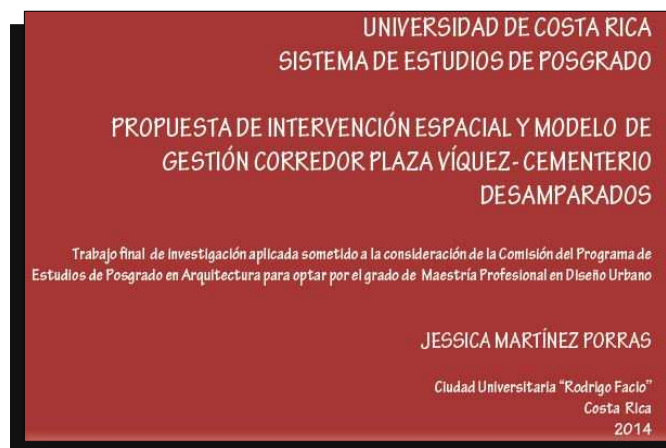 UNIVERSIDAD DE COSTA RICA
SISTEMA DE ESTUDIOS DE POSGRADO
PROPUESTA DE INTERVENCIÓN ESPACIAL Y MODELO DE
GESTIÓN CORREDOR PLAZA VÍQUEZ- CEMENTERIO
DESAMPARADOS
Trabajo final de investigación aplicada sometido a la consideración de la Comisión del Programa de
Estudios de Posgrado en Arquitectura para optar por el grado de Maestría Profesional en Diseño Urbano
JESSICA MARTÍNEZ PORRAS
Ciudad Universitaria "Rodrigo Facio"
Costa Rica
2014